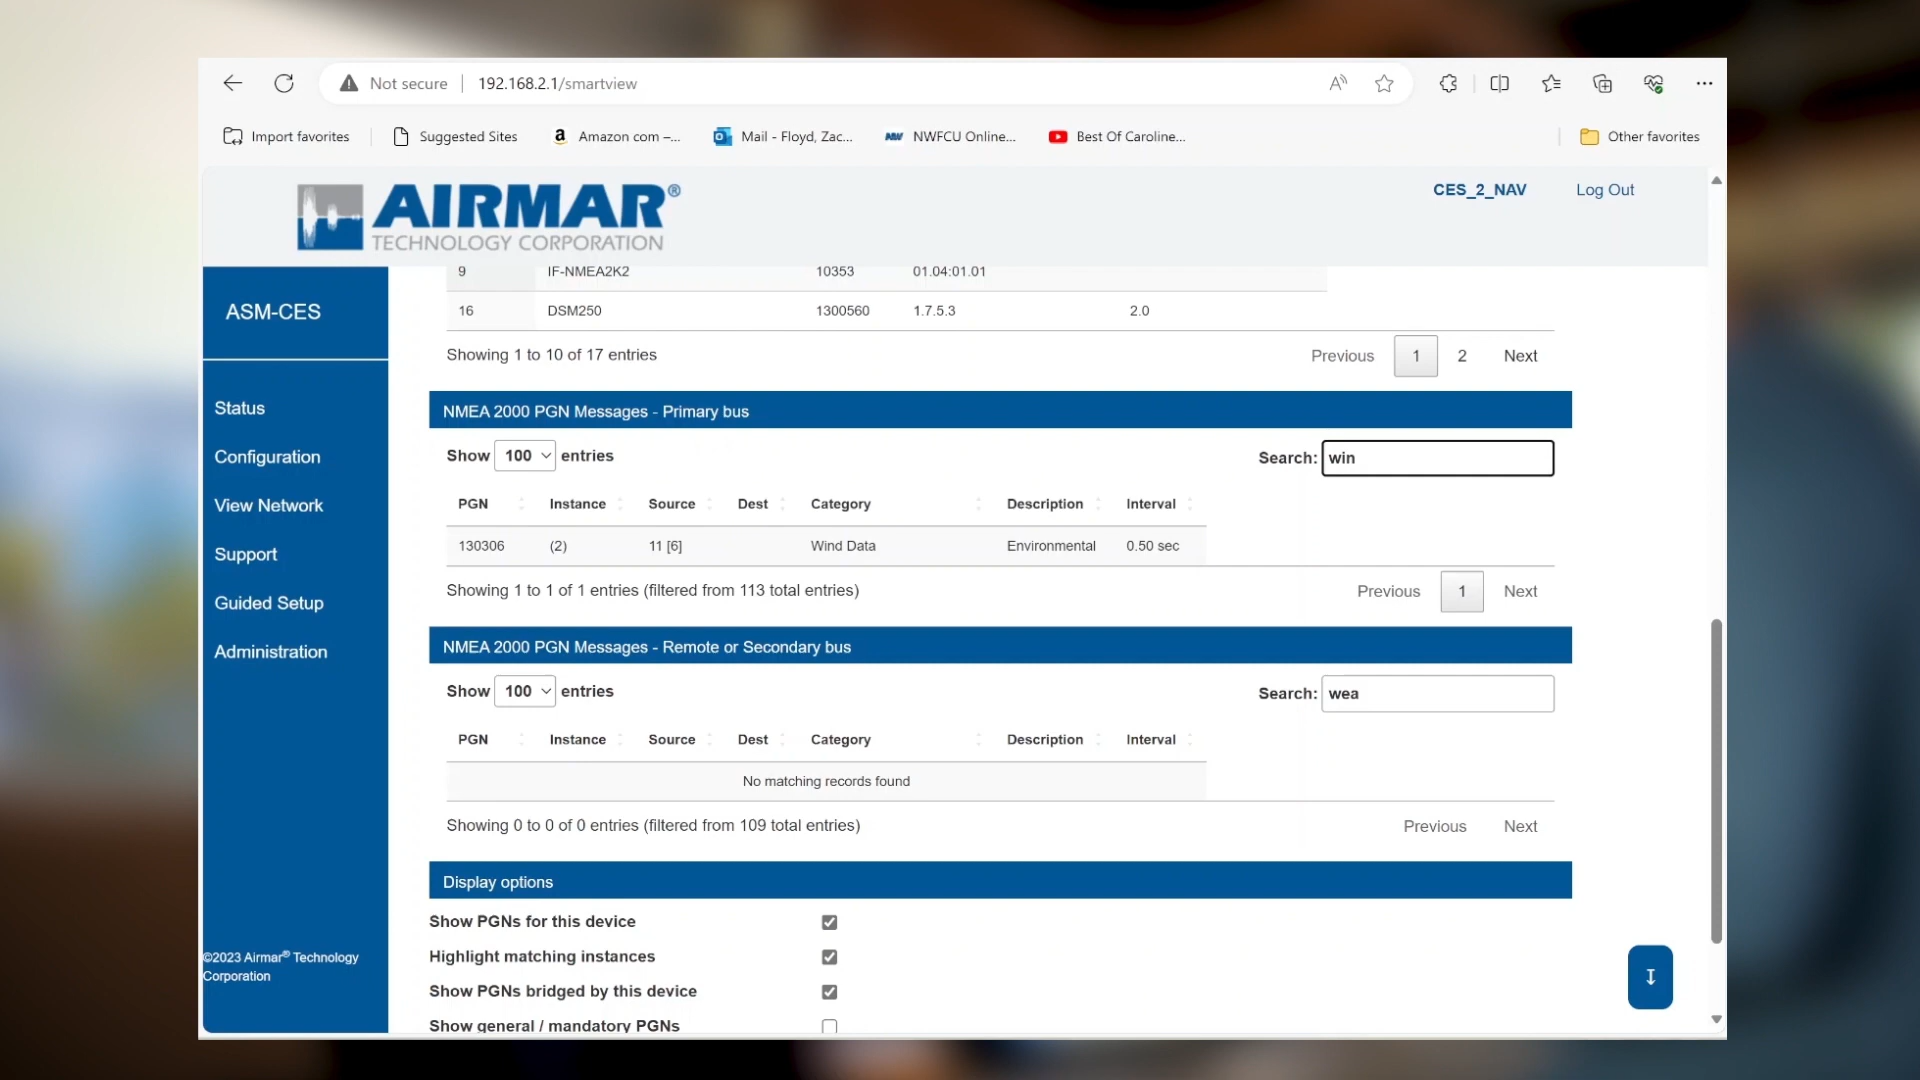 Not secure 192.168.2.1/smartview
Import favorites Suggested Sites Amazon com –... Mail - Floyd, Zac... NWFCU Online... Best Of Caroline... Other favorites
AIRMAR®
TECHNOLOGY CORPORATION
CES_2_NAV Log Out
ASM-CES
Status
Configuration
View Network
Support
Guided Setup
Administration
©2023 Airmar® Technology
Corporation
9 IF-NMEA2K2 10353 01.04:01.01
16 DSM250 1300560 1.7.5.3 2.0
Showing 1 to 10 of 17 entries Previous 1 2 Next
NMEA 2000 PGN Messages - Primary bus
Show 100 entries Search: win
PGN Instance Source Dest Category Description Interval
130306 (2) 11 [6] Wind Data Environmental 0.50 sec
Showing 1 to 1 of 1 entries (filtered from 113 total entries) Previous 1 Next
NMEA 2000 PGN Messages - Remote or Secondary bus
Show 100 entries Search: wea
PGN Instance Source Dest Category Description Interval
No matching records found
Showing 0 to 0 of 0 entries (filtered from 109 total entries) Previous Next
Display options
Show PGNs for this device
Highlight matching instances
Show PGNs bridged by this device
Show general / mandatory PGNs